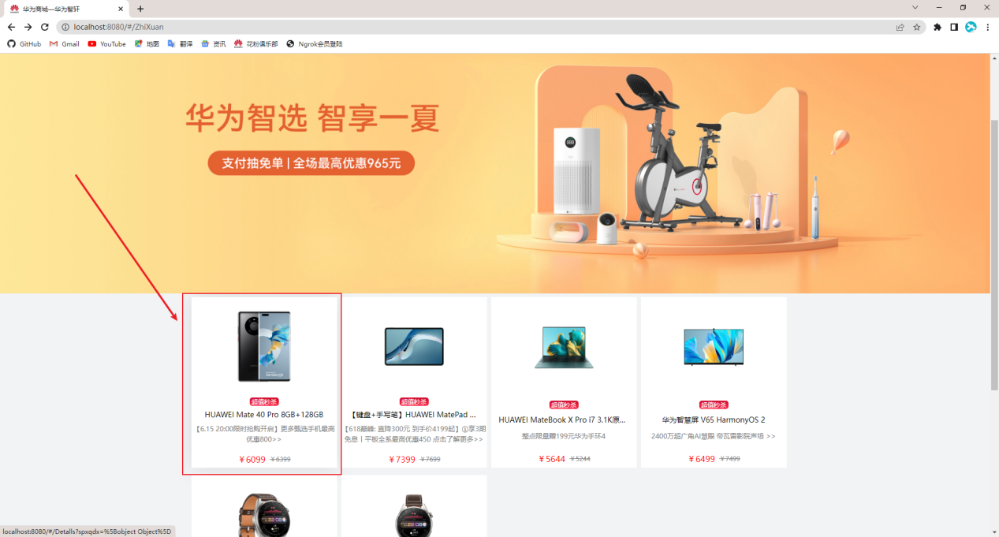 华为商城—华为智轩
localhost:8080/#/ZhiXuan
GitHub Gmail YouTube 地图 翻译 资讯 花粉俱乐部 Ngrok会员登陆
华为智选 智享一夏
支付抽免单 | 全场最高优惠965元
超值秒杀
HUAWEI Mate 40 Pro 8GB+128GB
【6.15 20:00限时抢购开启】更多甄选手机最高
优惠800>>
¥6099 ¥6399
超值秒杀
【键盘+手写笔】HUAWEI MatePad ...
【618巅峰: 直降300元 到手价4199起】①享3期
免息丨平板全系最高优惠450 点击了解更多>>
¥7399 ¥7699
超值秒杀
HUAWEI MateBook X Pro i7 3.1K原...
整点限量赠199元华为手环4
¥5644 ¥5244
超值秒杀
华为智慧屏 V65 HarmonyOS 2
2400万超广角AI慧眼 帝瓦雷影院声场 >>
¥6499 ¥7499
localhost:8080/#/Detalls?spxqdx=%5Bobject Object%5D